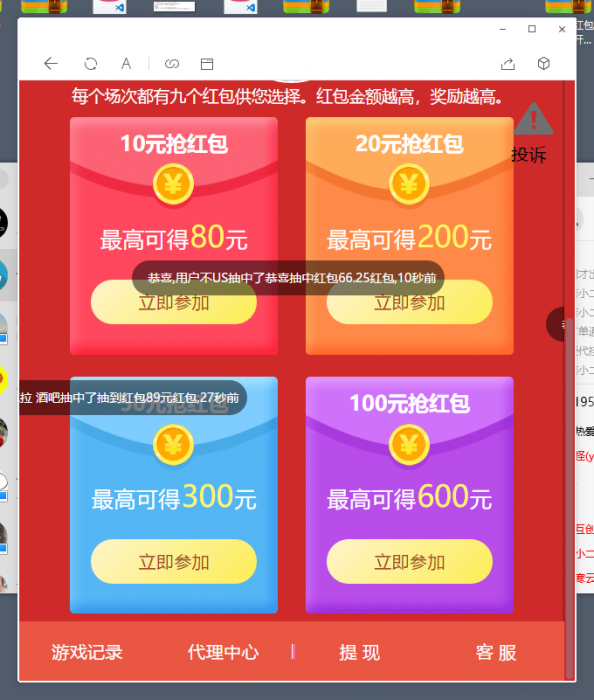 每个场次都有九个红包供您选择。红包金额越高，奖励越高。
10元抢红包
20元抢红包
投诉
最高可得80元
最高可得200元
恭喜,用户不US抽中了恭喜抽中红包66.25红包,10秒前
立即参加
立即参加
拉 酒吧抽中了抽到红包89元红包,27秒前
100元抢红包
最高可得300元
最高可得600元
立即参加
立即参加
游戏记录
代理中心
提 现
客 服